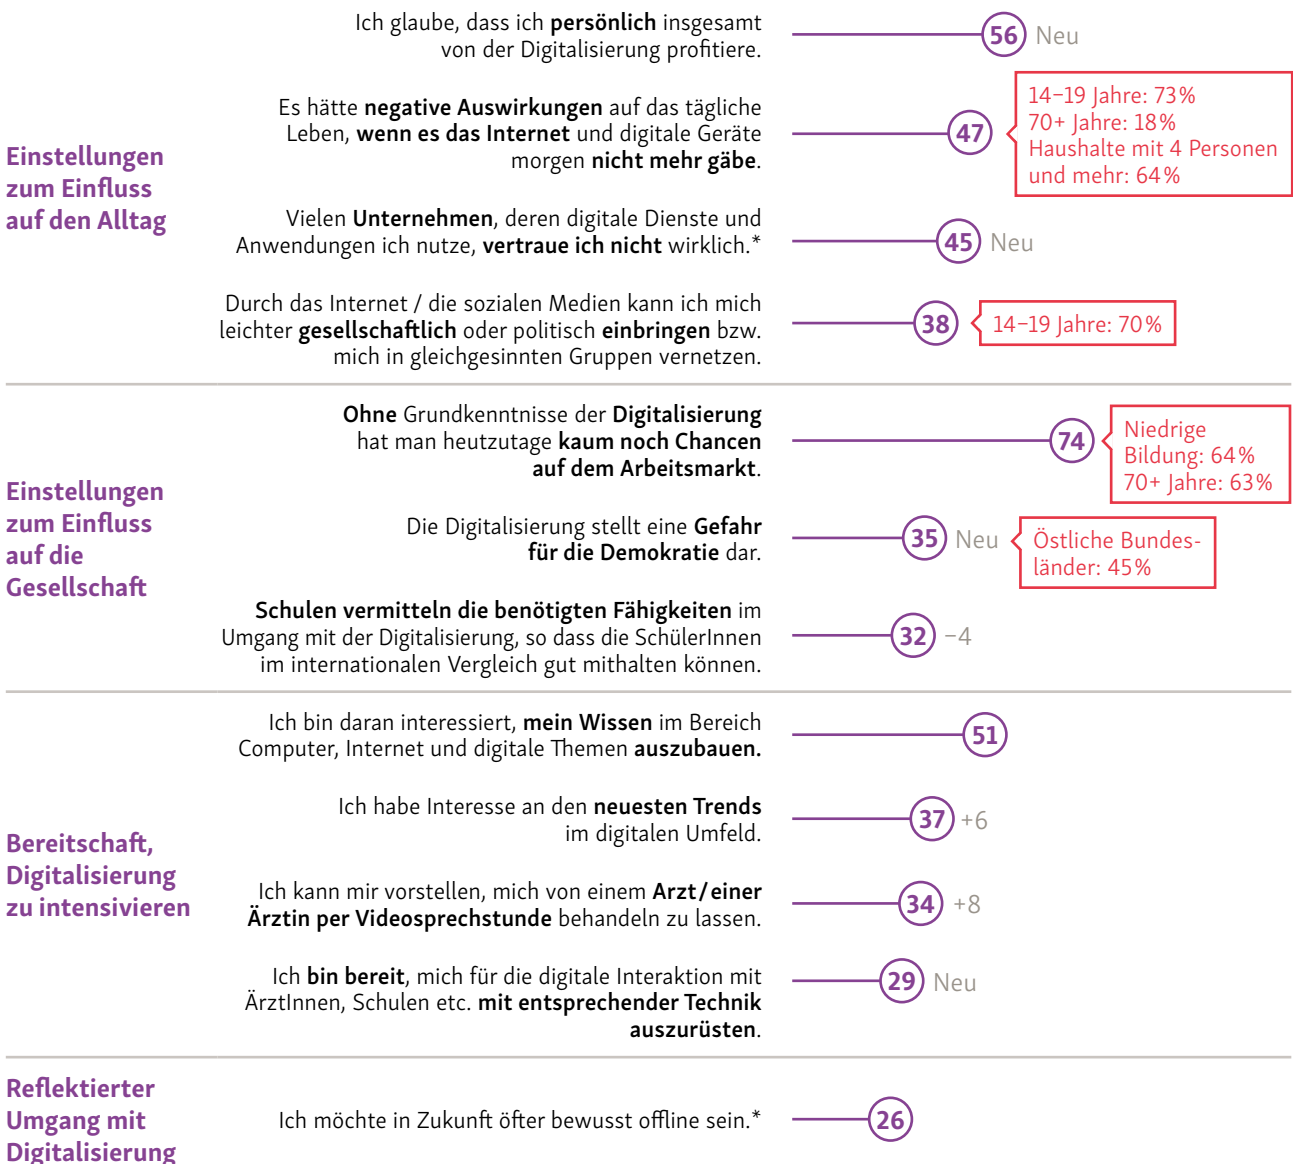 Einstellungen
zum Einfluss
auf den Alltag
Ich glaube, dass ich persönlich insgesamt
von der Digitalisierung profitiere.
56 Neu
Es hätte negative Auswirkungen auf das tägliche
Leben, wenn es das Internet und digitale Geräte
morgen nicht mehr gäbe.
47
14–19 Jahre: 73%
70+ Jahre: 18%
Haushalte mit 4 Personen
und mehr: 64%
Vielen Unternehmen, deren digitale Dienste und
Anwendungen ich nutze, vertraue ich nicht wirklich.*
45 Neu
Durch das Internet / die sozialen Medien kann ich mich
leichter gesellschaftlich oder politisch einbringen bzw.
mich in gleichgesinnten Gruppen vernetzen.
38
14–19 Jahre: 70%
Einstellungen
zum Einfluss
auf die
Gesellschaft
Ohne Grundkenntnisse der Digitalisierung
hat man heutzutage kaum noch Chancen
auf dem Arbeitsmarkt.
74
Niedrige
Bildung: 64%
70+ Jahre: 63%
Die Digitalisierung stellt eine Gefahr
für die Demokratie dar.
35 Neu
Östliche Bundes-
länder: 45%
Schulen vermitteln die benötigten Fähigkeiten im
Umgang mit der Digitalisierung, so dass die SchülerInnen
im internationalen Vergleich gut mithalten können.
32 −4
Bereitschaft,
Digitalisierung
zu intensivieren
Ich bin daran interessiert, mein Wissen im Bereich
Computer, Internet und digitale Themen auszubauen.
51
Ich habe Interesse an den neuesten Trends
im digitalen Umfeld.
37 +6
Ich kann mir vorstellen, mich von einem Arzt/einer
Ärztin per Videosprechstunde behandeln zu lassen.
34 +8
Ich bin bereit, mich für die digitale Interaktion mit
ÄrztInnen, Schulen etc. mit entsprechender Technik
auszurüsten.
29 Neu
Reflektierter
Umgang mit
Digitalisierung
Ich möchte in Zukunft öfter bewusst offline sein.*
26